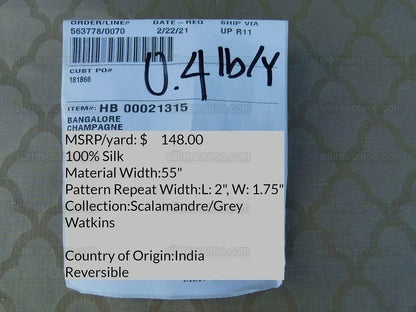 ORDER/LINE# DATE - REQ SHIP VIA
563778/0070 2/22/21 UP R11
CUST PO#
181866
0.4 lb/Y
ITEM#: HB 00021315
BANGALORE
CHAMPAGNE
MSRP/yard: $ 148.00
100% Silk
Material Width:55"
Pattern Repeat Width:L: 2", W: 1.75"
Collection:Scalamandre/Grey
Watkins
Country of Origin:India
Reversible
silkresource.com